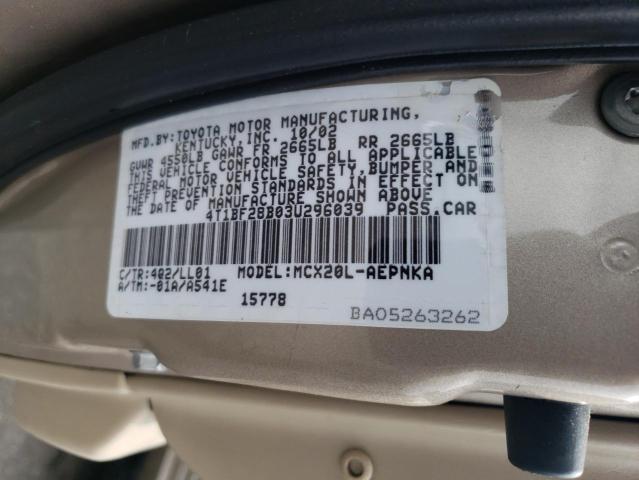 MFD.BY:TOYOTA MOTOR MANUFACTURING,
KENTUCKY,INC. 10/02
GVWR 4550LB GAWR FR 2665LB RR 2665LB
THIS VEHICLE CONFORMS TO ALL APPLICABLE
FEDERAL MOTOR VEHICLE SAFETY,BUMPER,AND
THEFT PREVENTION STANDARDS IN EFFECT ON
THE DATE OF MANUFACTURE SHOWN ABOVE.
4T1BF28B03U296039 PASS.CAR
C/TR:4Q2/LL01 MODEL:MCX20L-AEPNKA
A/TM:-01A/A541E
15778
BA05263262